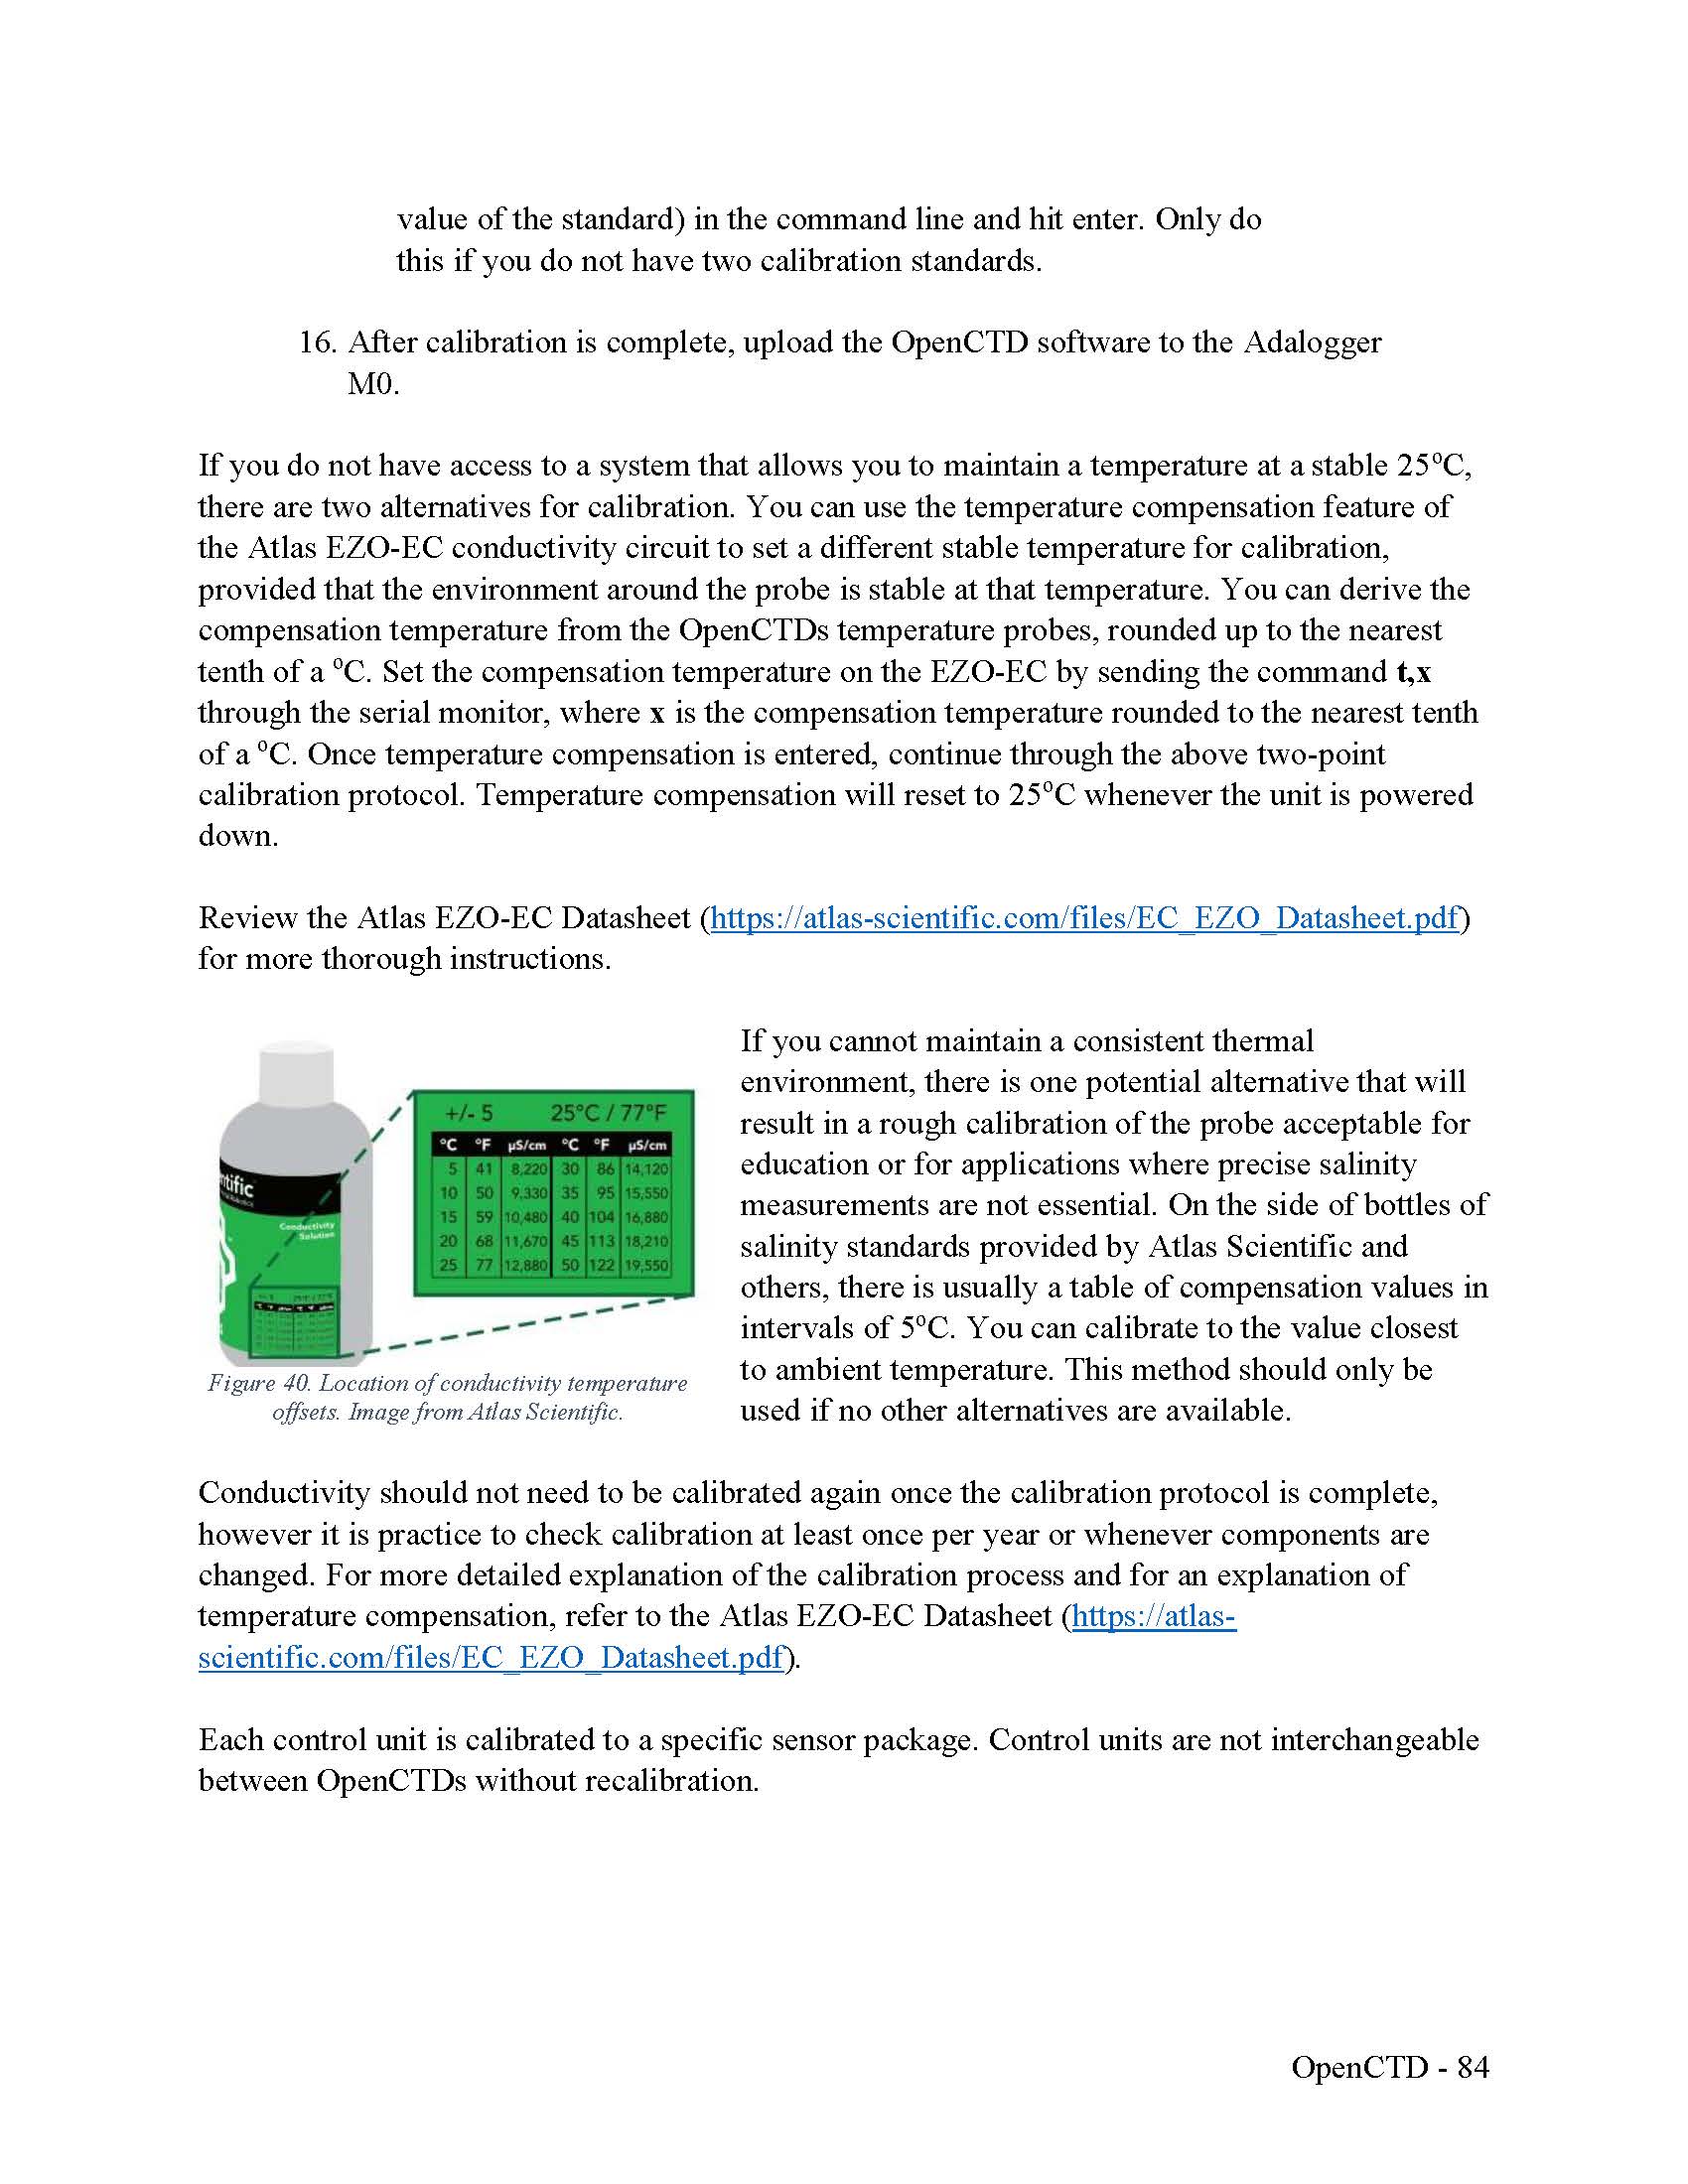 value of the standard) in the command line and hit enter. Only do
this if you do not have two calibration standards.
16. After calibration is complete, upload the OpenCTD software to the Adalogger
M0.
If you do not have access to a system that allows you to maintain a temperature at a stable 25ºC,
there are two alternatives for calibration. You can use the temperature compensation feature of
the Atlas EZO-EC conductivity circuit to set a different stable temperature for calibration,
provided that the environment around the probe is stable at that temperature. You can derive the
compensation temperature from the OpenCTDs temperature probes, rounded up to the nearest
tenth of a ºC. Set the compensation temperature on the EZO-EC by sending the command t,x
through the serial monitor, where x is the compensation temperature rounded to the nearest tenth
of a ºC. Once temperature compensation is entered, continue through the above two-point
calibration protocol. Temperature compensation will reset to 25ºC whenever the unit is powered
down.
Review the Atlas EZO-EC Datasheet (https://atlas-scientific.com/files/EC_EZO_Datasheet.pdf)
for more thorough instructions.
ntific
Conductivity
Solution
+/- 5 25°C / 77°F
°C °F µS/cm °C °F µS/cm
5 41 8,220 30 86 14,120
10 50 9,330 35 95 15,550
15 59 10,480 40 104 16,880
20 68 11,670 45 113 18,210
25 77 12,880 50 122 19,550
Figure 40. Location of conductivity temperature
offsets. Image from Atlas Scientific.
If you cannot maintain a consistent thermal
environment, there is one potential alternative that will
result in a rough calibration of the probe acceptable for
education or for applications where precise salinity
measurements are not essential. On the side of bottles of
salinity standards provided by Atlas Scientific and
others, there is usually a table of compensation values in
intervals of 5ºC. You can calibrate to the value closest
to ambient temperature. This method should only be
used if no other alternatives are available.
Conductivity should not need to be calibrated again once the calibration protocol is complete,
however it is practice to check calibration at least once per year or whenever components are
changed. For more detailed explanation of the calibration process and for an explanation of
temperature compensation, refer to the Atlas EZO-EC Datasheet (https://atlas-
scientific.com/files/EC_EZO_Datasheet.pdf).
Each control unit is calibrated to a specific sensor package. Control units are not interchangeable
between OpenCTDs without recalibration.
OpenCTD - 84